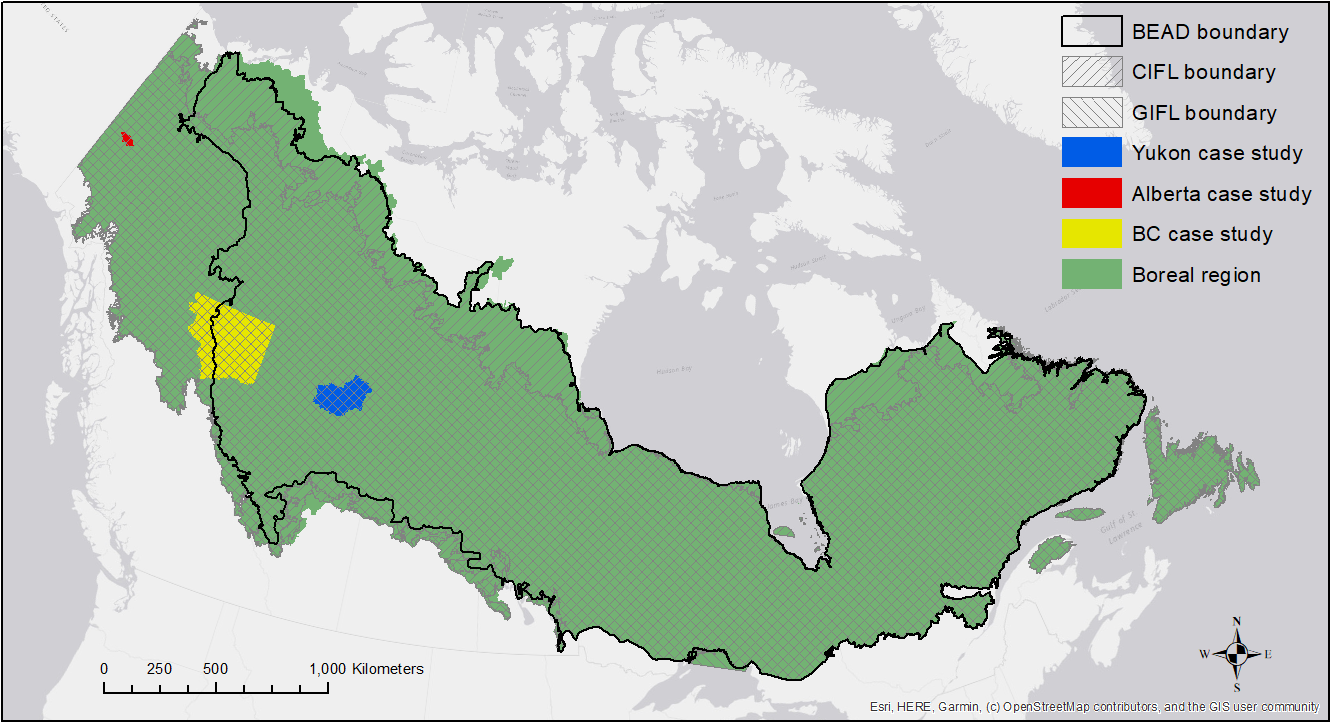 BEAD boundary
CIFL boundary
GIFL boundary
Yukon case study
Alberta case study
BC case study
Boreal region
Hudson Bay
Gulf of St.
Lawrence
0 250 500 1,000 Kilometers
N
W E
S
Esri, HERE, Garmin, (c) OpenStreetMap contributors, and the GIS user community